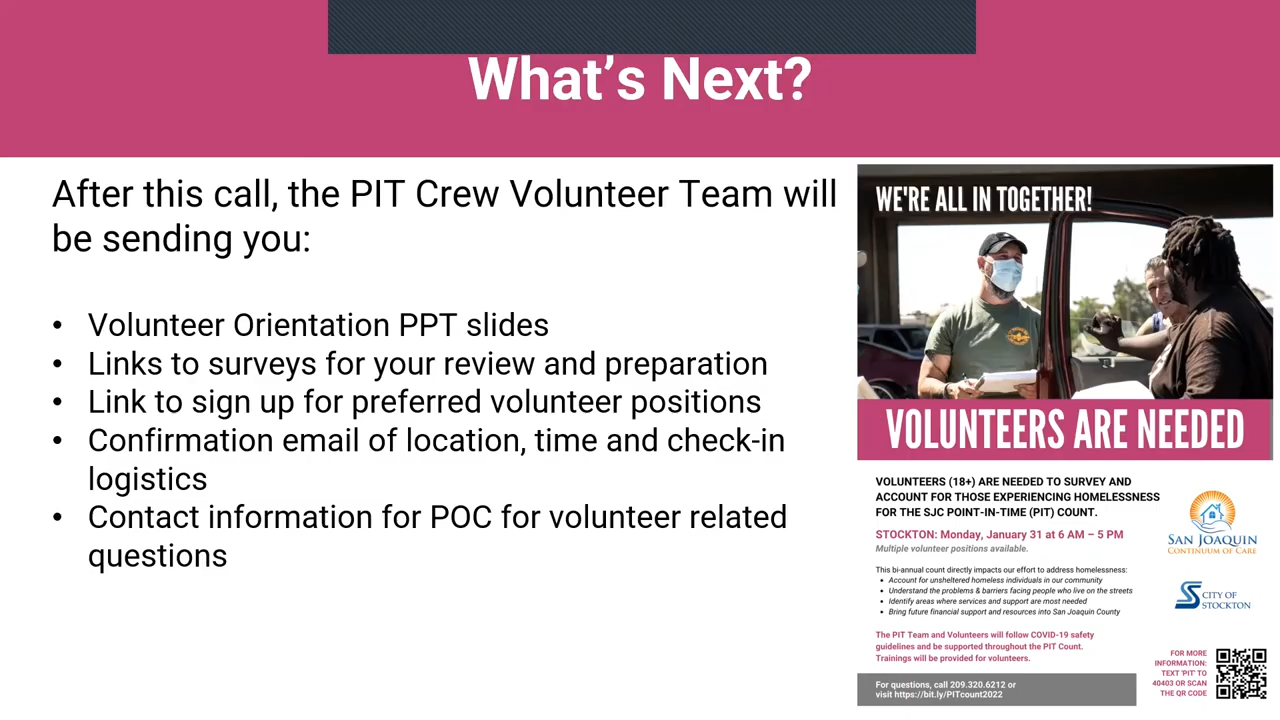 What's Next?
After this call, the PIT Crew Volunteer Team will
be sending you:
• Volunteer Orientation PPT slides
• Links to surveys for your review and preparation
• Link to sign up for preferred volunteer positions
• Confirmation email of location, time and check-in
logistics
• Contact information for POC for volunteer related
questions
WE'RE ALL IN TOGETHER!
VOLUNTEERS ARE NEEDED
VOLUNTEERS (18+) ARE NEEDED TO SURVEY AND
ACCOUNT FOR THOSE EXPERIENCING HOMELESSNESS
FOR THE SJC POINT-IN-TIME (PIT) COUNT.
STOCKTON: Monday, January 31 at 6 AM – 5 PM
Multiple volunteer positions available.
This bi-annual count directly impacts our effort to address homelessness:
• Account for unsheltered homeless individuals in our community
• Understand the problems & barriers facing people who live on the streets
• Identify areas where services and support are most needed
• Bring future financial support and resources into San Joaquin County
The PIT Team and Volunteers will follow COVID-19 safety
guidelines and be supported throughout the PIT Count.
Trainings will be provided for volunteers.
For questions, call 209.320.6212 or
visit https://bit.ly/PITcount2022
SAN JOAQUIN
CONTINUUM OF CARE
CITY OF
STOCKTON
FOR MORE
INFORMATION:
TEXT 'PIT' TO
40403 OR SCAN
THE QR CODE